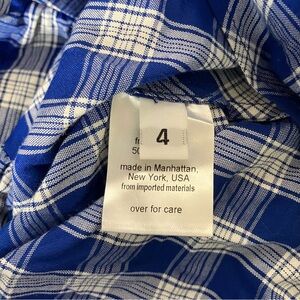 4
made in Manhattan,
New York, USA
from imported materials
over for care